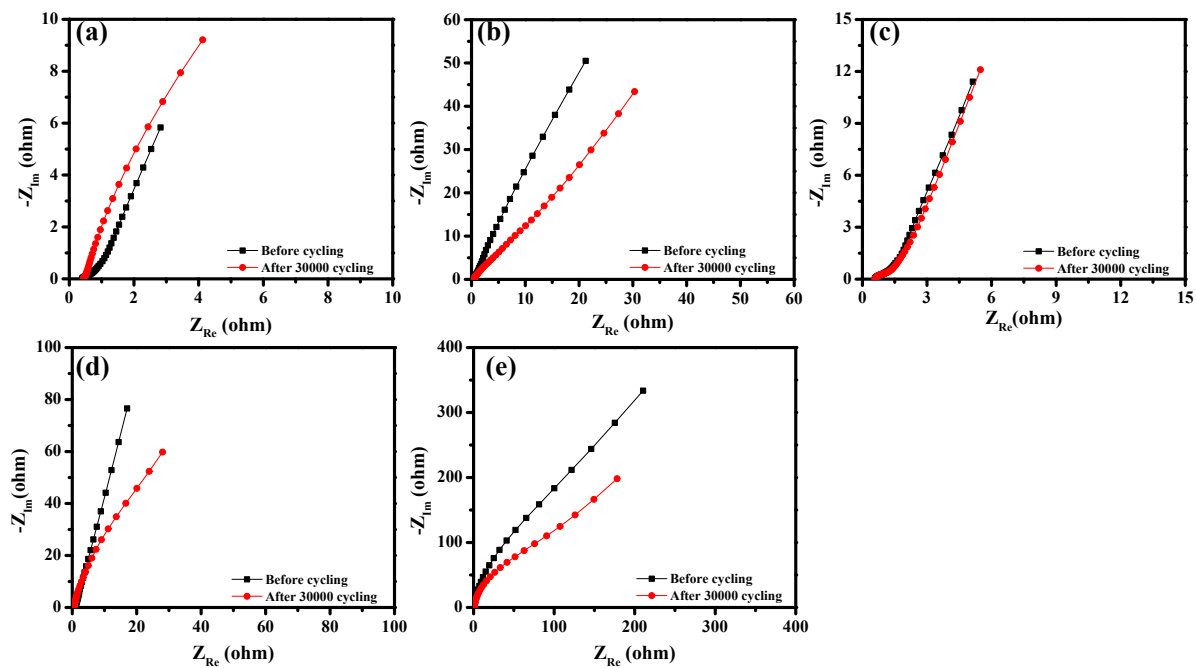 (a)
-Z_Im (ohm)
10
8
6
4
2
0
0 2 4 6 8 10
Z_Re (ohm)
Before cycling
After 30000 cycling
(b)
-Z_Im (ohm)
60
50
40
30
20
10
0
0 10 20 30 40 50 60
Z_Re (ohm)
Before cycling
After 30000 cycling
(c)
-Z_Im (ohm)
15
12
9
6
3
0
0 3 6 9 12 15
Z_Re(ohm)
Before cycling
After 30000 cycling
(d)
-Z_Im (ohm)
100
80
60
40
20
0
0 20 40 60 80 100
Z_Re (ohm)
Before cycling
After 30000 cycling
(e)
-Z_Im (ohm)
400
300
200
100
0
0 100 200 300 400
Z_Re (ohm)
Before cycling
After 30000 cycling